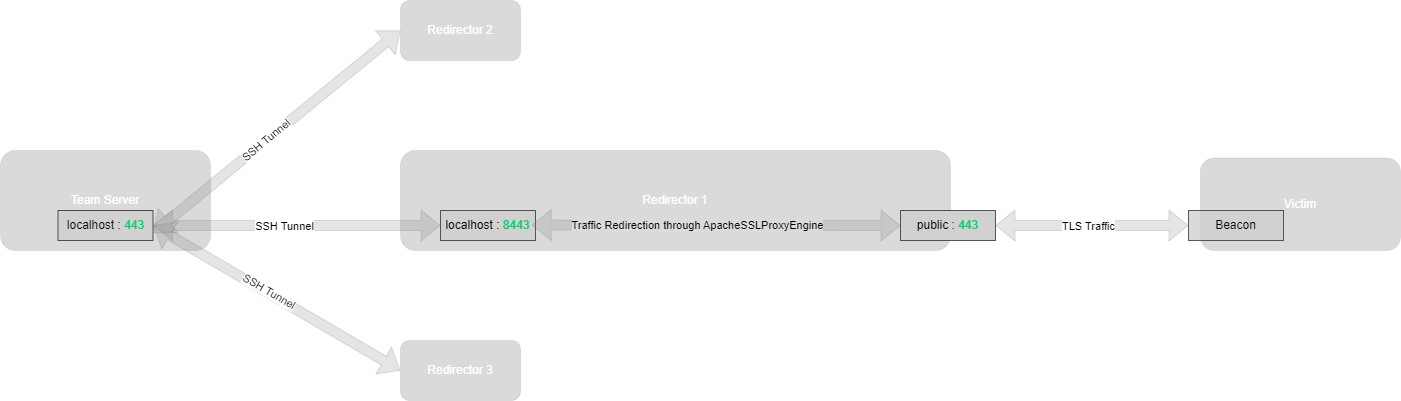 Redirector 2
SSH Tunnel
Team Server
localhost : 443
SSH Tunnel
Redirector 1
localhost : 8443
Traffic Redirection through ApacheSSLProxyEngine
public : 443
TLS Traffic
Victim
Beacon
SSH Tunnel
Redirector 3